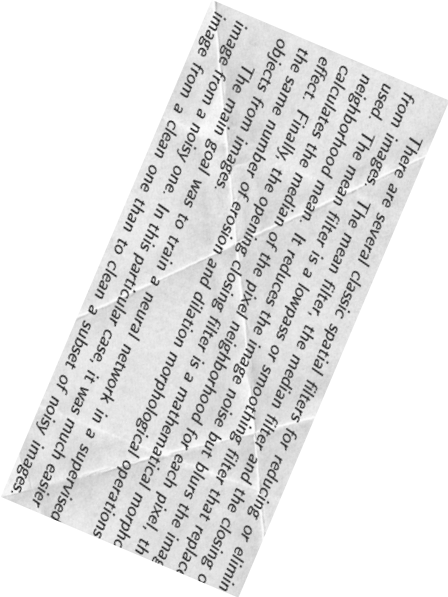 There are several classic spatial filters for reducing or elimin
from images. The mean filter, the median filter and the closing o
used. The mean filter is a lowpass or smoothing filter that replac
neighborhood mean. It reduces the image noise but blurs the imag
calculates the median of the pixel neighborhood for each pixel, th
effect. Finally, the opening closing filter is a mathematical morpho
the same number of erosion and dilation morphological operations
objects from images.
The main goal was to train a neural network in a supervised
image from a noisy one. In this particular case, it was much easier
image from a clean one than to clean a subset of noisy images.